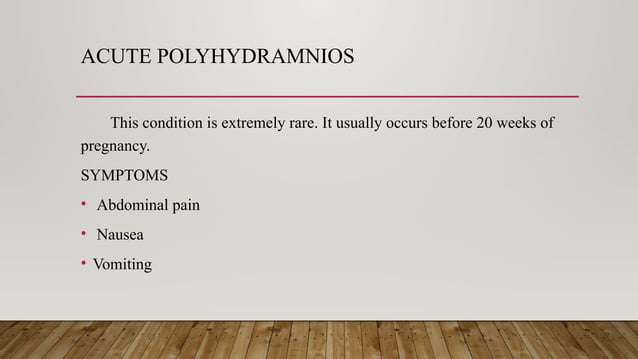 ACUTE POLYHYDRAMNIOS
This condition is extremely rare. It usually occurs before 20 weeks of
pregnancy.
SYMPTOMS
• Abdominal pain
• Nausea
• Vomiting